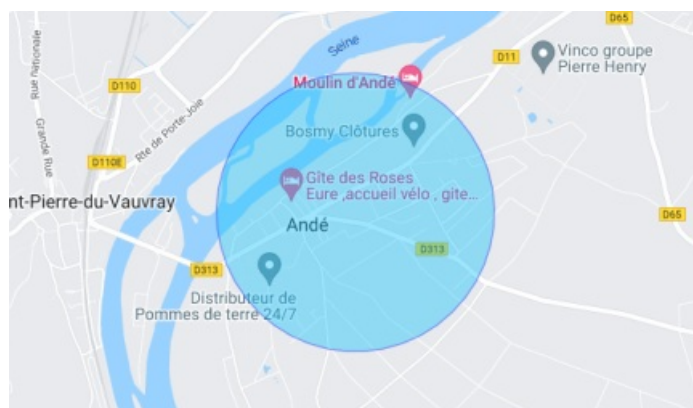 Seine
D65
Rue Nationale
D11
Vinco groupe
Pierre Henry
D110
Moulin d'Andé
Rte de Porte-Joie
Grande Rue
Bosmy Clôtures
D110E
Gîte des Roses
Eure ,accueil vélo , gite...
nt-Pierre-du-Vauvray
D65
Andé
D313
D313
Distributeur de
Pommes de terre 24/7